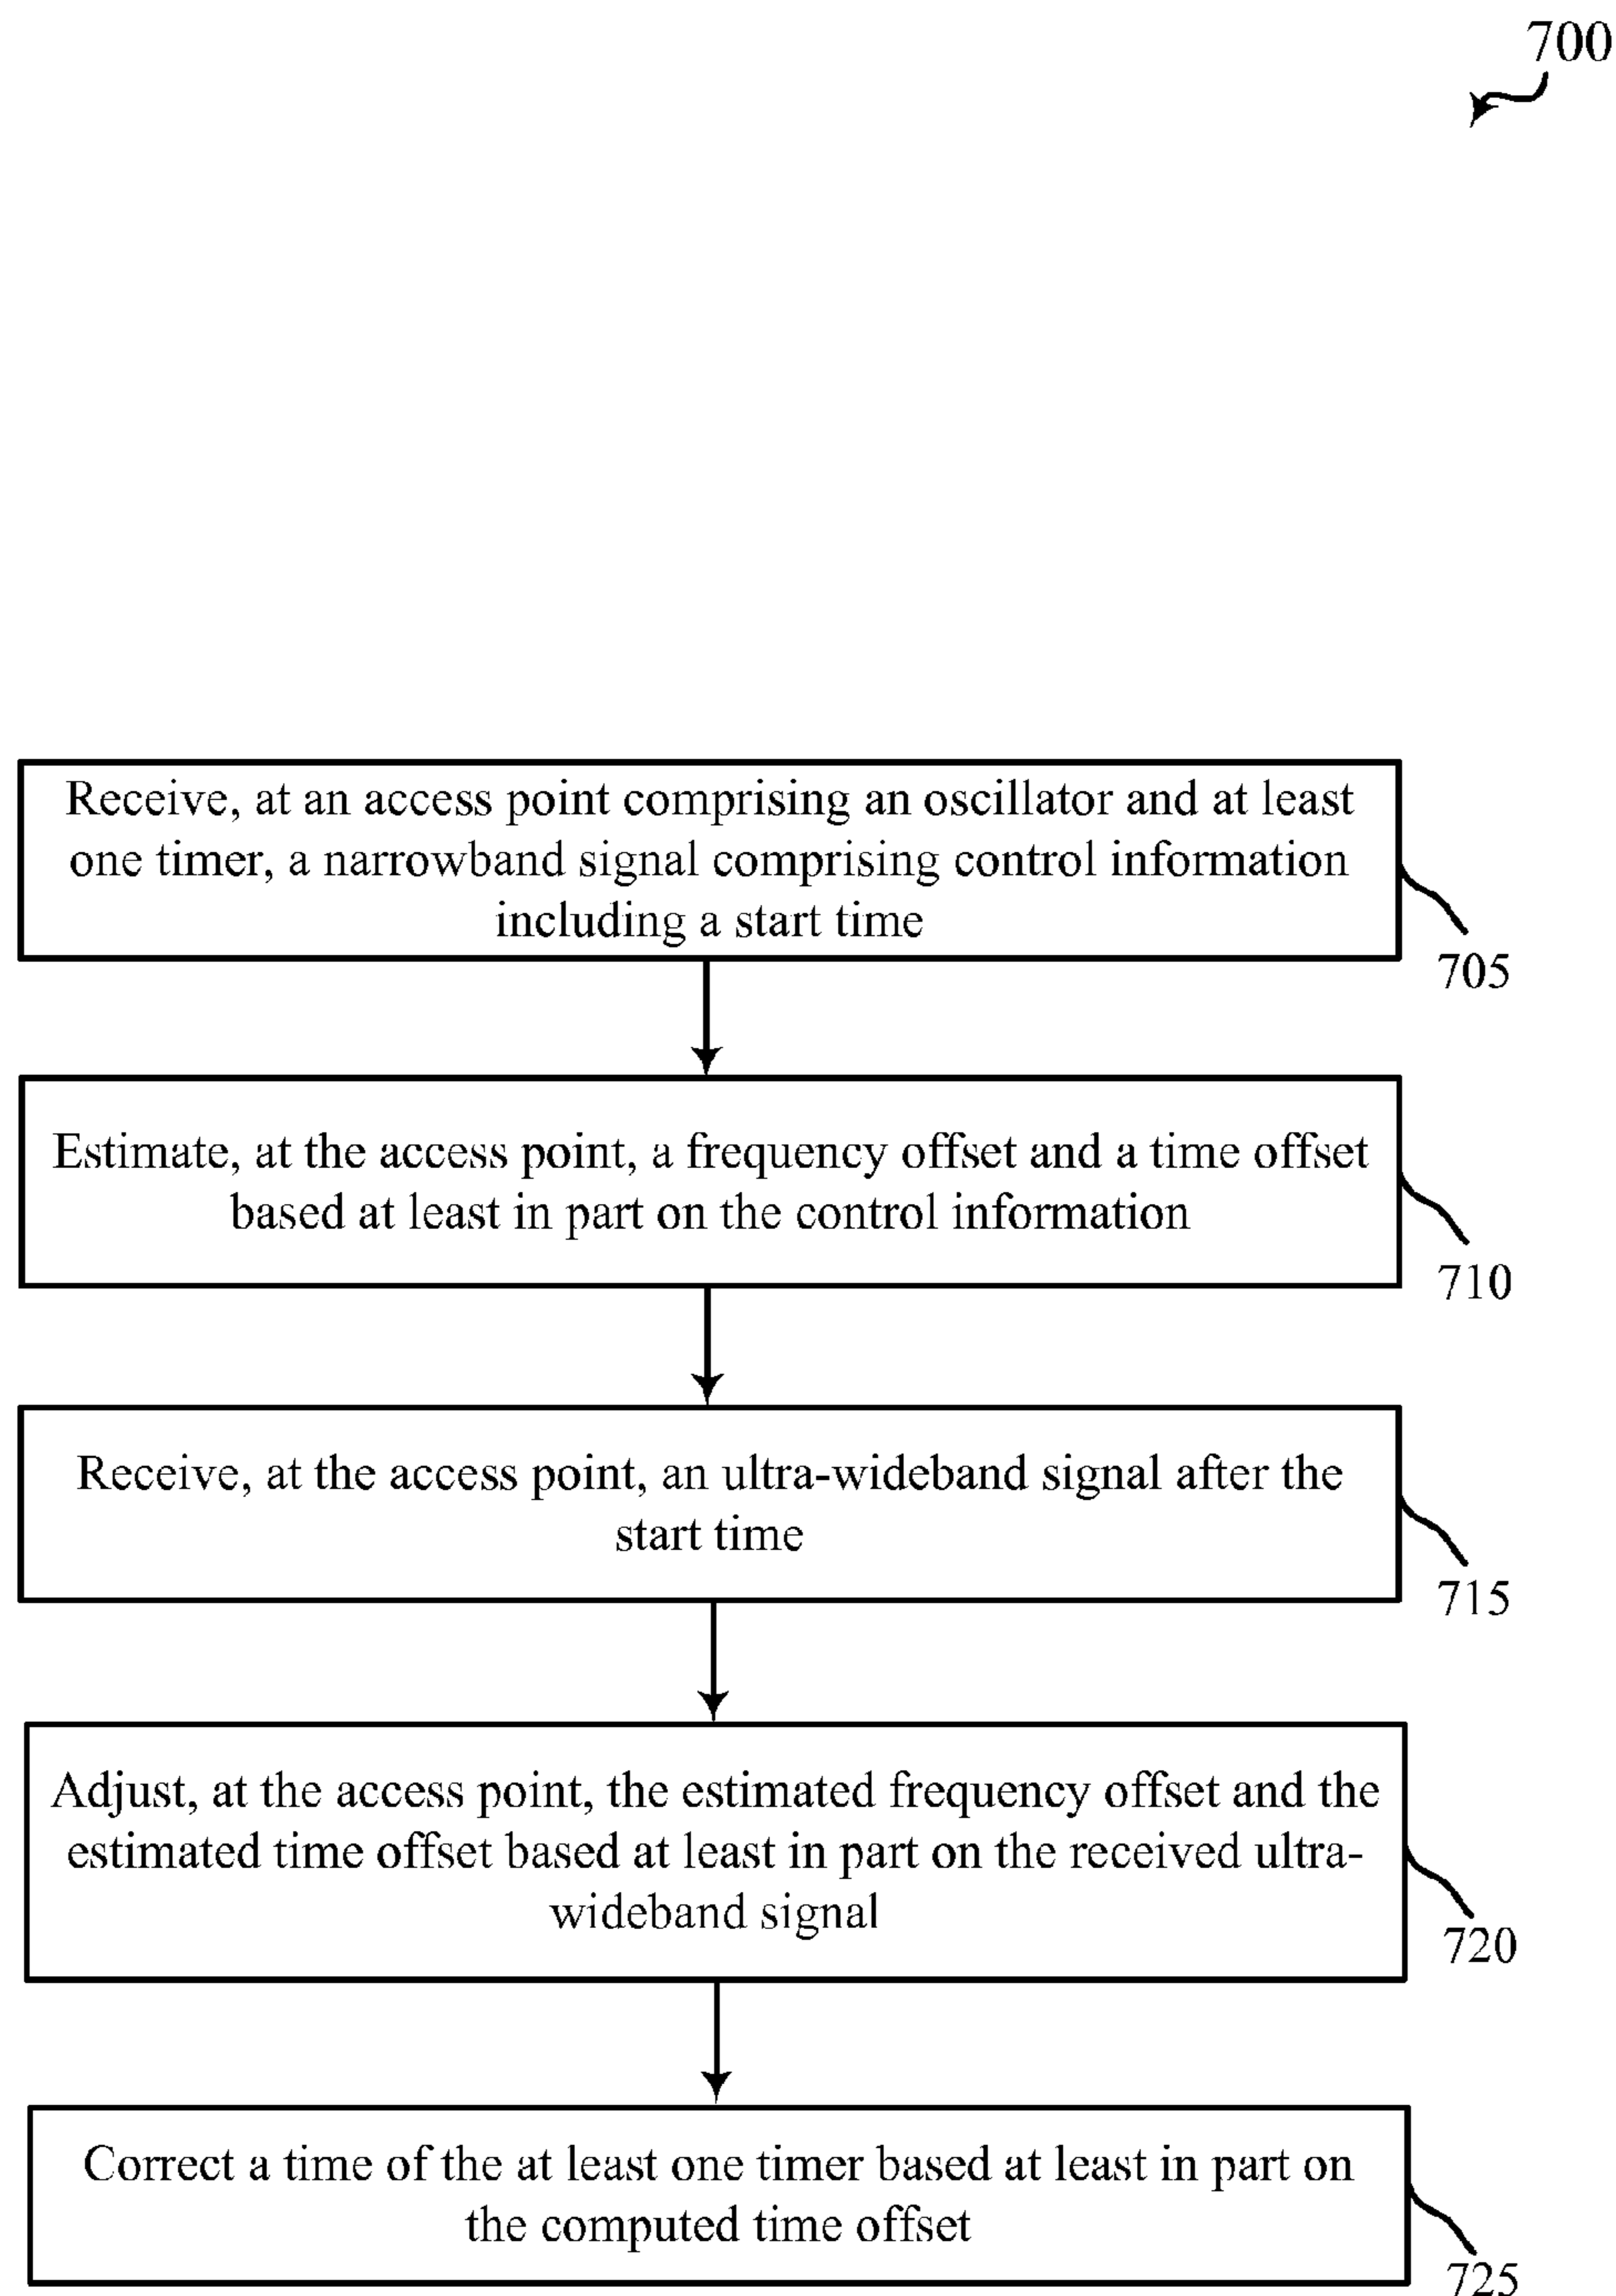 700
Receive, at an access point comprising an oscillator and at least
one timer, a narrowband signal comprising control information
including a start time
705
Estimate, at the access point, a frequency offset and a time offset
based at least in part on the control information
710
Receive, at the access point, an ultra-wideband signal after the
start time
715
Adjust, at the access point, the estimated frequency offset and the
estimated time offset based at least in part on the received ultra-
wideband signal
720
Correct a time of the at least one timer based at least in part on
the computed time offset
725